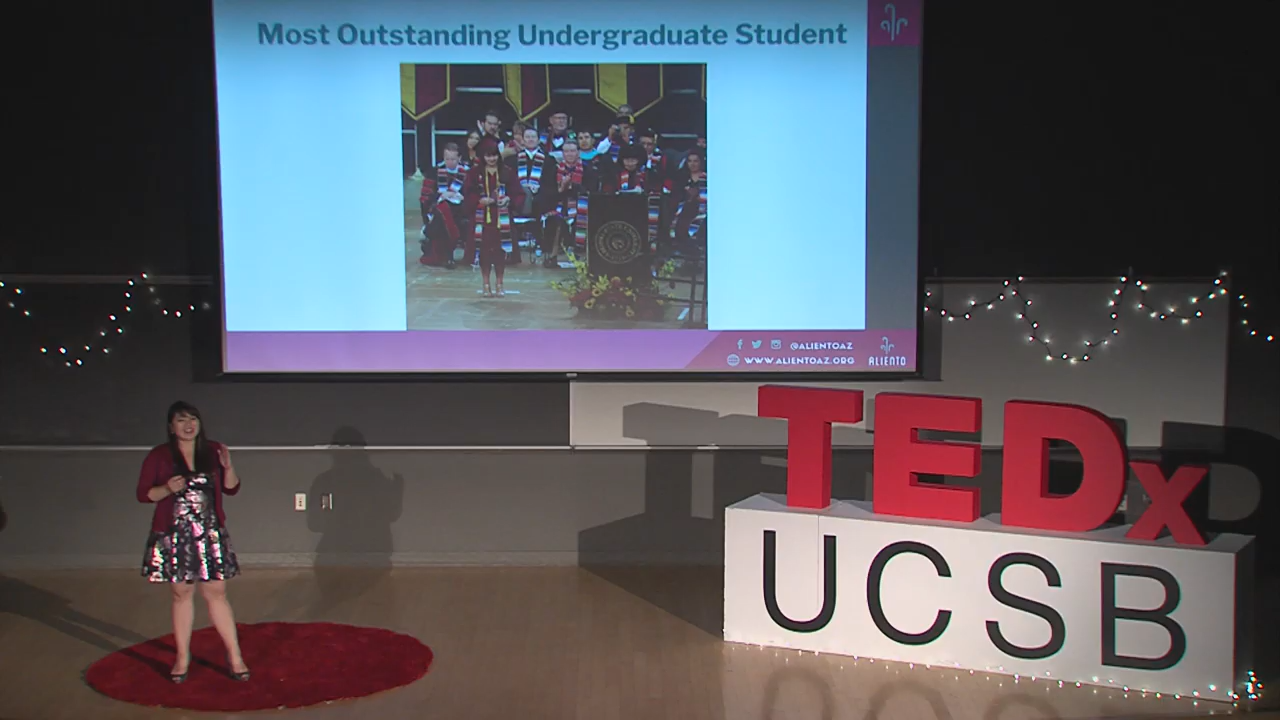 Most Outstanding Undergraduate Student
@ALIENTOAZ
WWW.ALIENTOAZ.ORG
ALIENTO
TEDx
UCSB